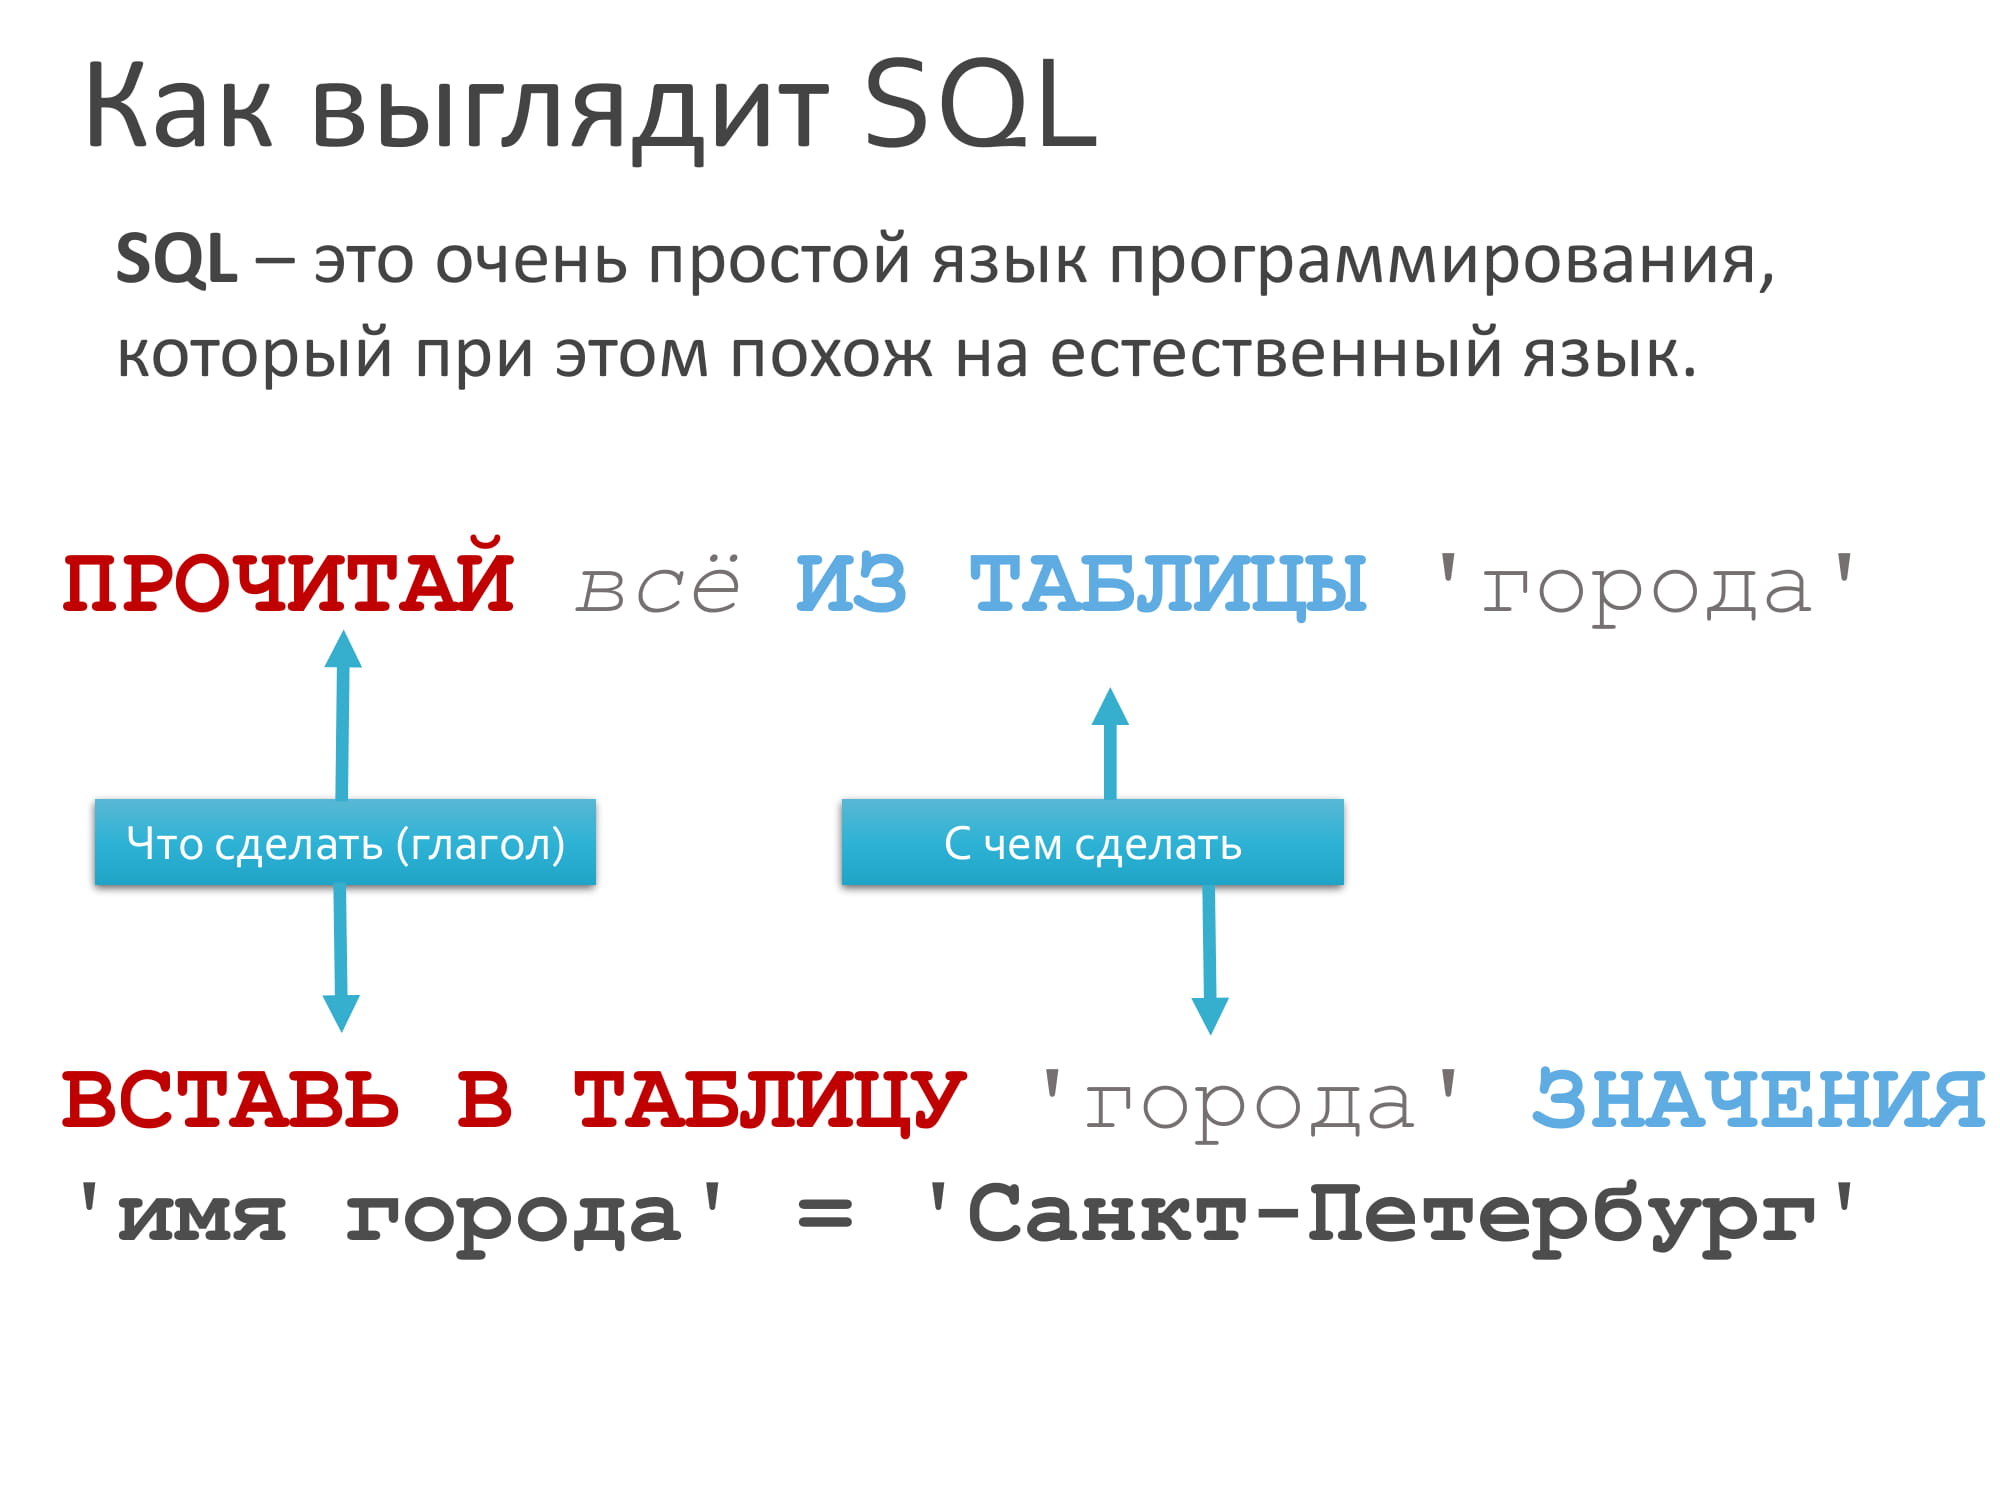 Как выглядит SQL
SQL – это очень простой язык программирования,
который при этом похож на естественный язык.
ПРОЧИТАЙ всё ИЗ ТАБЛИЦЫ 'города'
Что сделать (глагол)
С чем сделать
ВСТАВЬ В ТАБЛИЦУ 'города' ЗНАЧЕНИЯ
'имя города' = 'Санкт-Петербург'